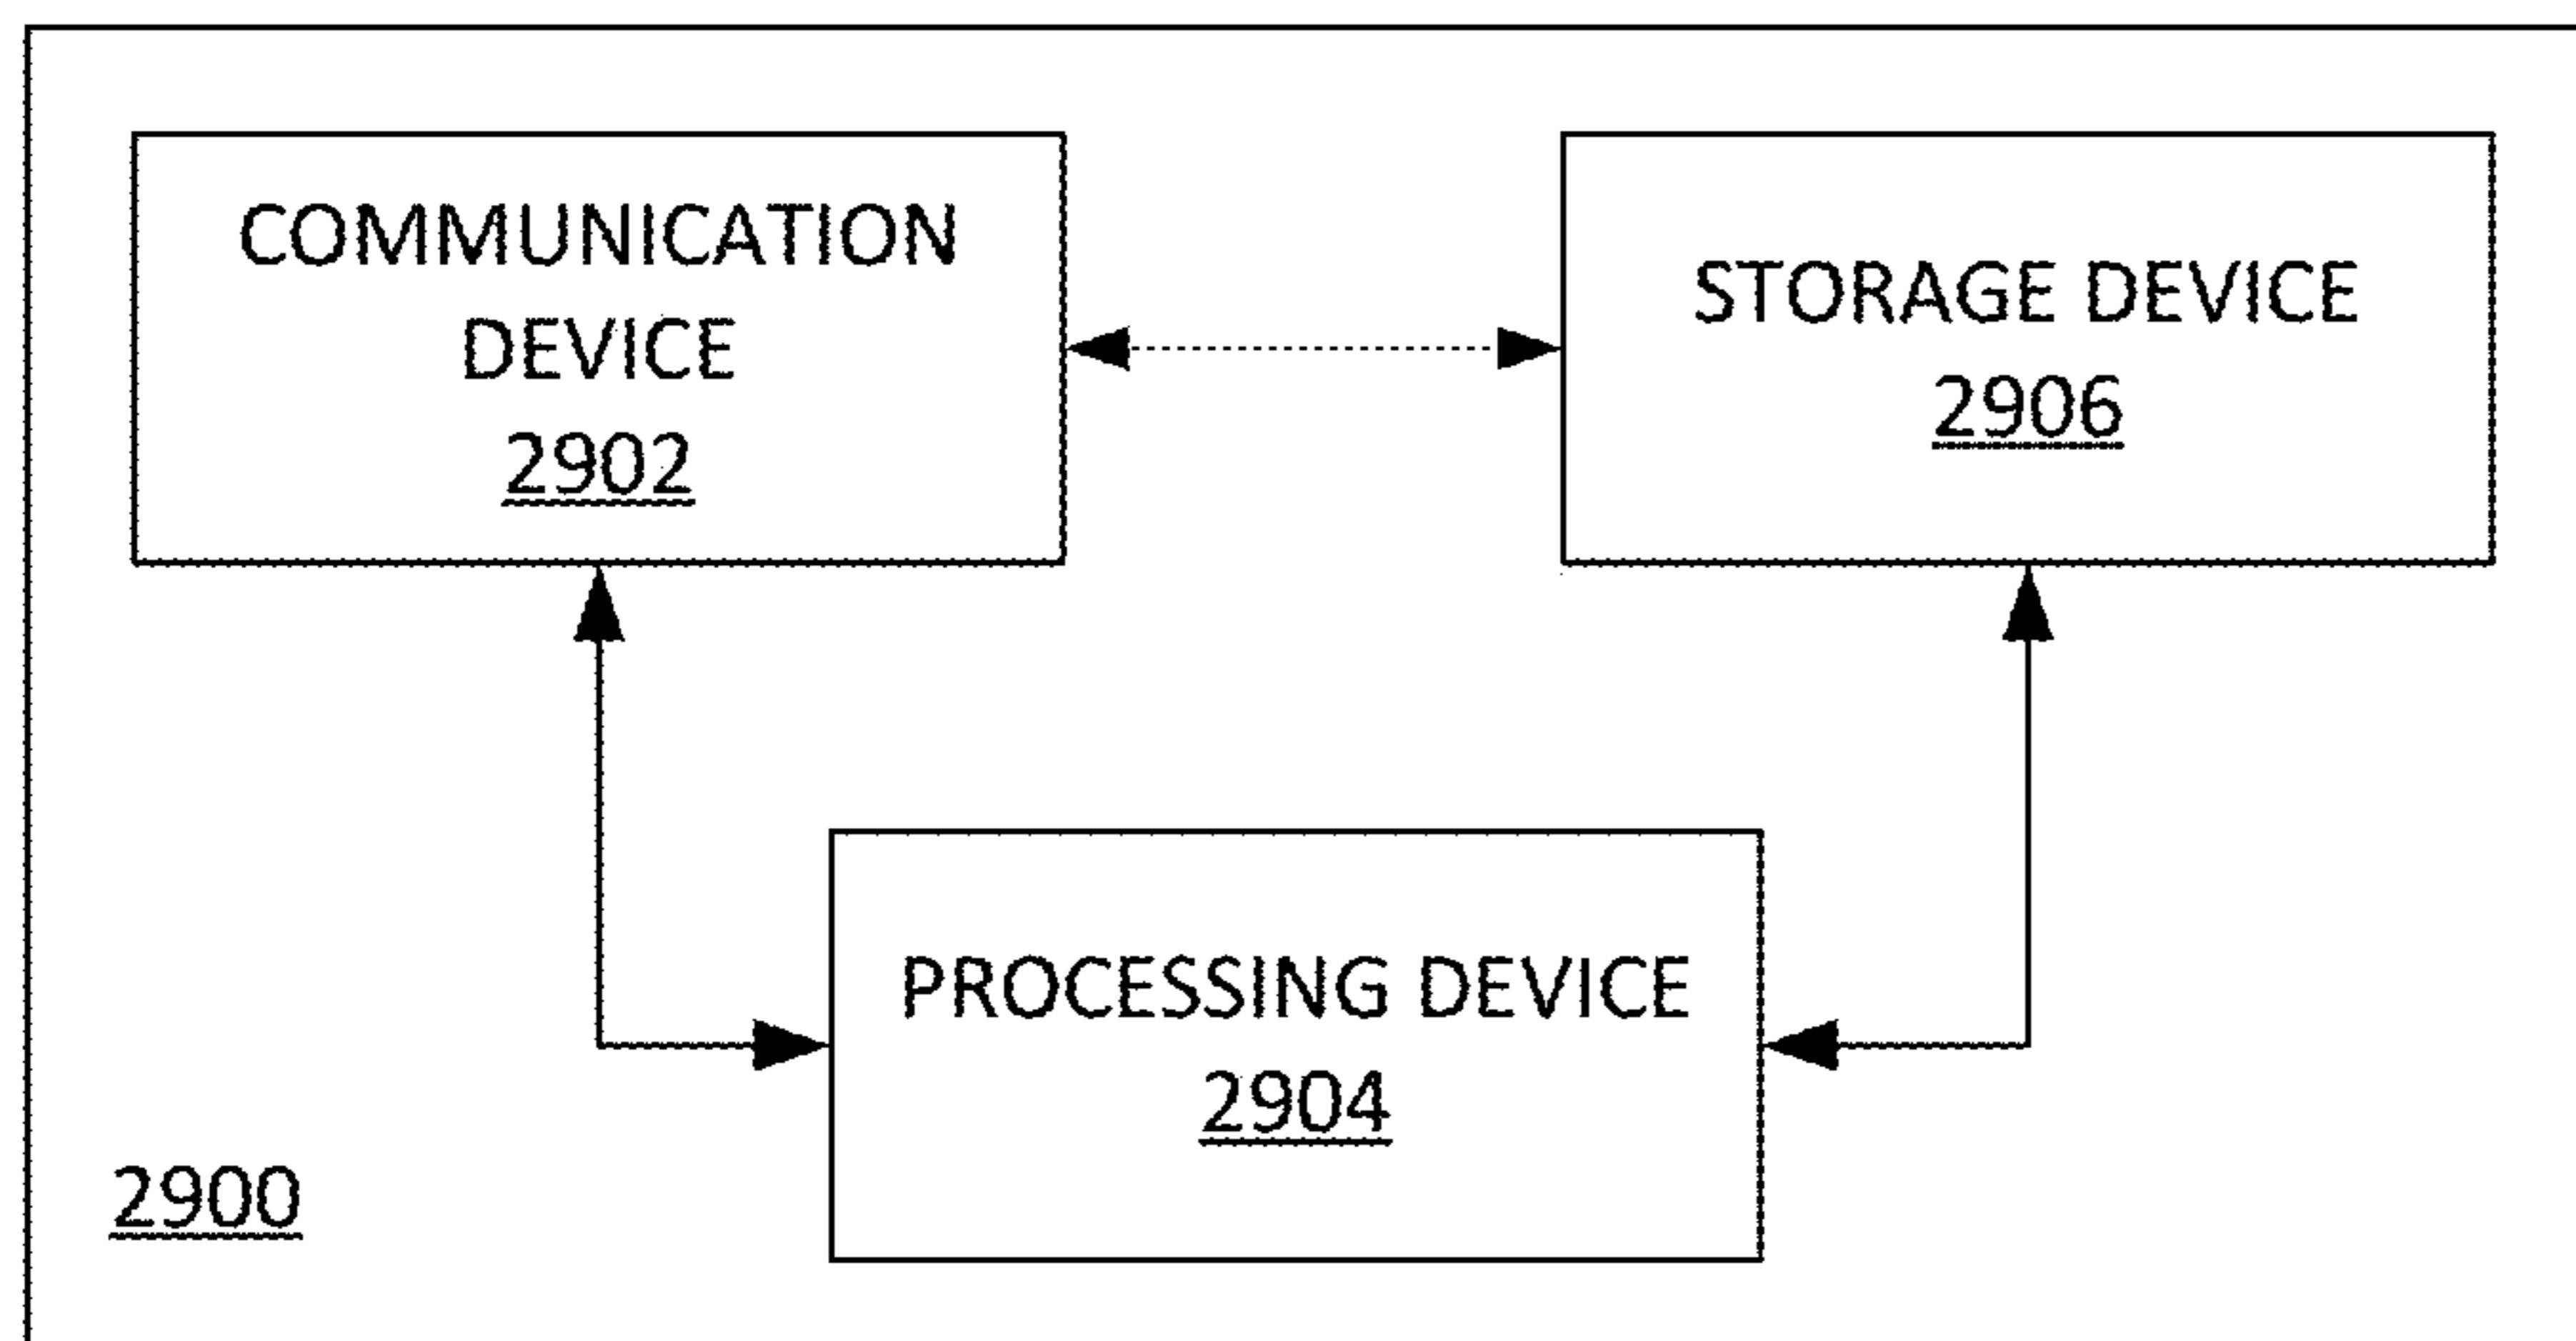 COMMUNICATION
DEVICE
2902
STORAGE DEVICE
2906
PROCESSING DEVICE
2904
2900